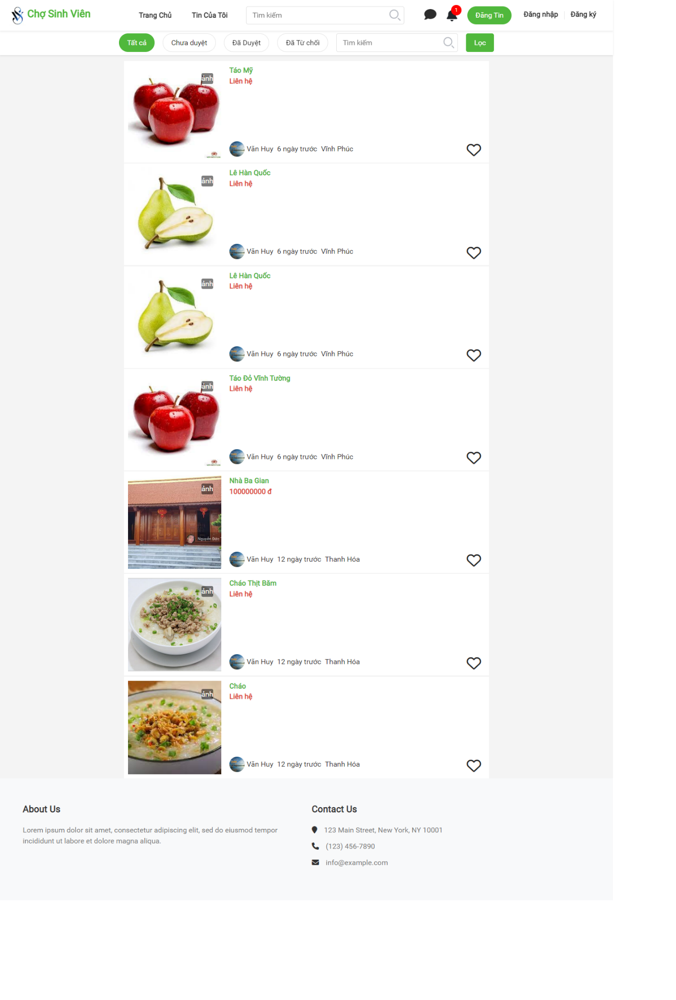 Chợ Sinh Viên
Trang Chủ
Tin Của Tôi
Tìm kiếm
1
Đăng Tin
Đăng nhập
Đăng ký
Tất cả
Chưa duyệt
Đã Duyệt
Đã Từ chối
Tìm kiếm
Lọc
ảnh
Táo Mỹ
Liên hệ
Văn Huy 6 ngày trước Vĩnh Phúc
ảnh
Lê Hàn Quốc
Liên hệ
Văn Huy 6 ngày trước Vĩnh Phúc
ảnh
Lê Hàn Quốc
Liên hệ
Văn Huy 6 ngày trước Vĩnh Phúc
ảnh
Táo Đỏ Vĩnh Tường
Liên hệ
Văn Huy 6 ngày trước Vĩnh Phúc
ảnh
Nguyễn Đức
Nhà Ba Gian
100000000 đ
Văn Huy 12 ngày trước Thanh Hóa
ảnh
Cháo Thịt Băm
Liên hệ
Văn Huy 12 ngày trước Thanh Hóa
ảnh
Cháo
Liên hệ
Văn Huy 12 ngày trước Thanh Hóa
About Us
Lorem ipsum dolor sit amet, consectetur adipiscing elit, sed do eiusmod tempor
incididunt ut labore et dolore magna aliqua.
Contact Us
123 Main Street, New York, NY 10001
(123) 456-7890
info@example.com